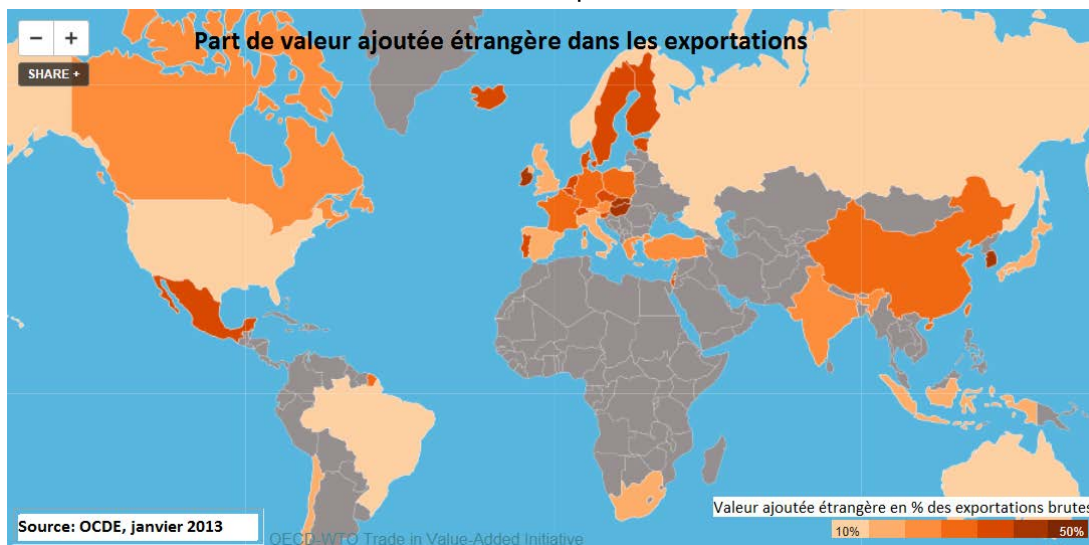 Part de valeur ajoutée étrangère dans les exportations
− +
SHARE +
Valeur ajoutée étrangère en % des exportations brutes
10% 50%
Source: OCDE, janvier 2013
OECD-WTO Trade in Value-Added Initiative